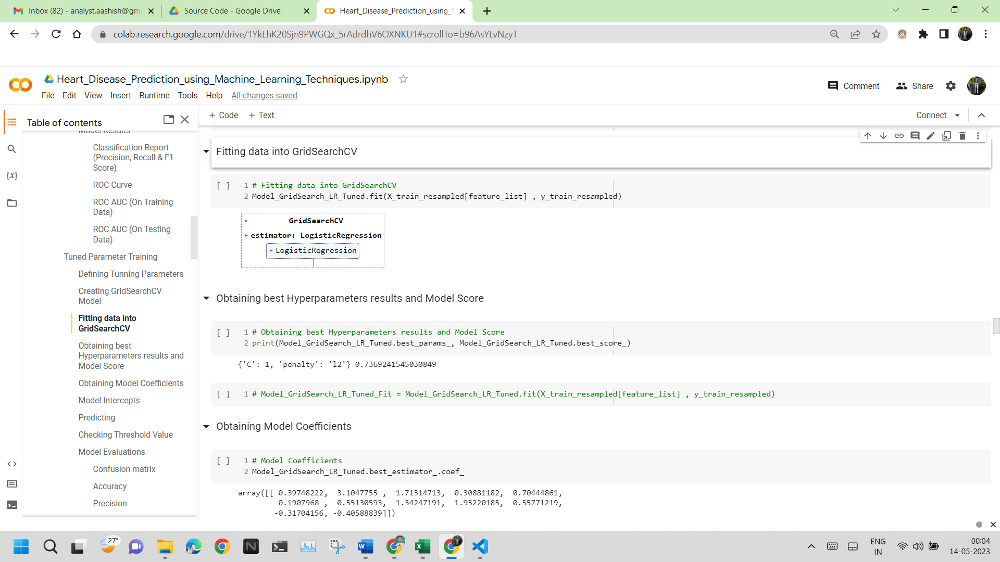 Inbox (82) - analyst.aashish@gm
Source Code - Google Drive
Heart_Disease_Prediction_using_
colab.research.google.com/drive/1YkLhK20Sjn9PWGQx_5rAdrdhV6OXNKU1#scrollTo=b96AsYLvNzyT
Heart_Disease_Prediction_using_Machine_Learning_Techniques.ipynb
File Edit View Insert Runtime Tools Help All changes saved
Comment Share
Table of contents
+ Code + Text
Connect
Model Results
Classification Report
(Precision, Recall & F1
Score)
ROC Curve
ROC AUC (On Training
Data)
ROC AUC (On Testing
Data)
Tuned Parameter Training
Defining Tunning Parameters
Creating GridSearchCV
Model
Fitting data into
GridSearchCV
Obtaining best
Hyperparameters results and
Model Score
Obtaining Model Coefficients
Model Intercepts
Predicting
Checking Threshold Value
Model Evaluations
Confusion matrix
Accuracy
Precision
{x}
Fitting data into GridSearchCV
[ ] 1 # Fitting data into GridSearchCV
2 Model_GridSearch_LR_Tuned.fit(X_train_resampled[feature_list] , y_train_resampled)
GridSearchCV
estimator: LogisticRegression
LogisticRegression
Obtaining best Hyperparameters results and Model Score
[ ] 1 # Obtaining best Hyperparameters results and Model Score
2 print(Model_GridSearch_LR_Tuned.best_params_, Model_GridSearch_LR_Tuned.best_score_)
{'C': 1, 'penalty': 'l2'} 0.7369241545030849
[ ] 1 # Model_GridSearch_LR_Tuned_Fit = Model_GridSearch_LR_Tuned.fit(X_train_resampled[feature_list] , y_train_resampled)
Obtaining Model Coefficients
[ ] 1 # Model Coefficients
2 Model_GridSearch_LR_Tuned.best_estimator_.coef_
array([[ 0.39748222, 3.1047755 , 1.71314713, 0.30881182, 0.70444861,
0.1907968 , 0.55130593, 1.34247191, 1.95220185, 0.55771219,
-0.31704156, -0.40588839]])
27°
ENG
IN
00:04
14-05-2023